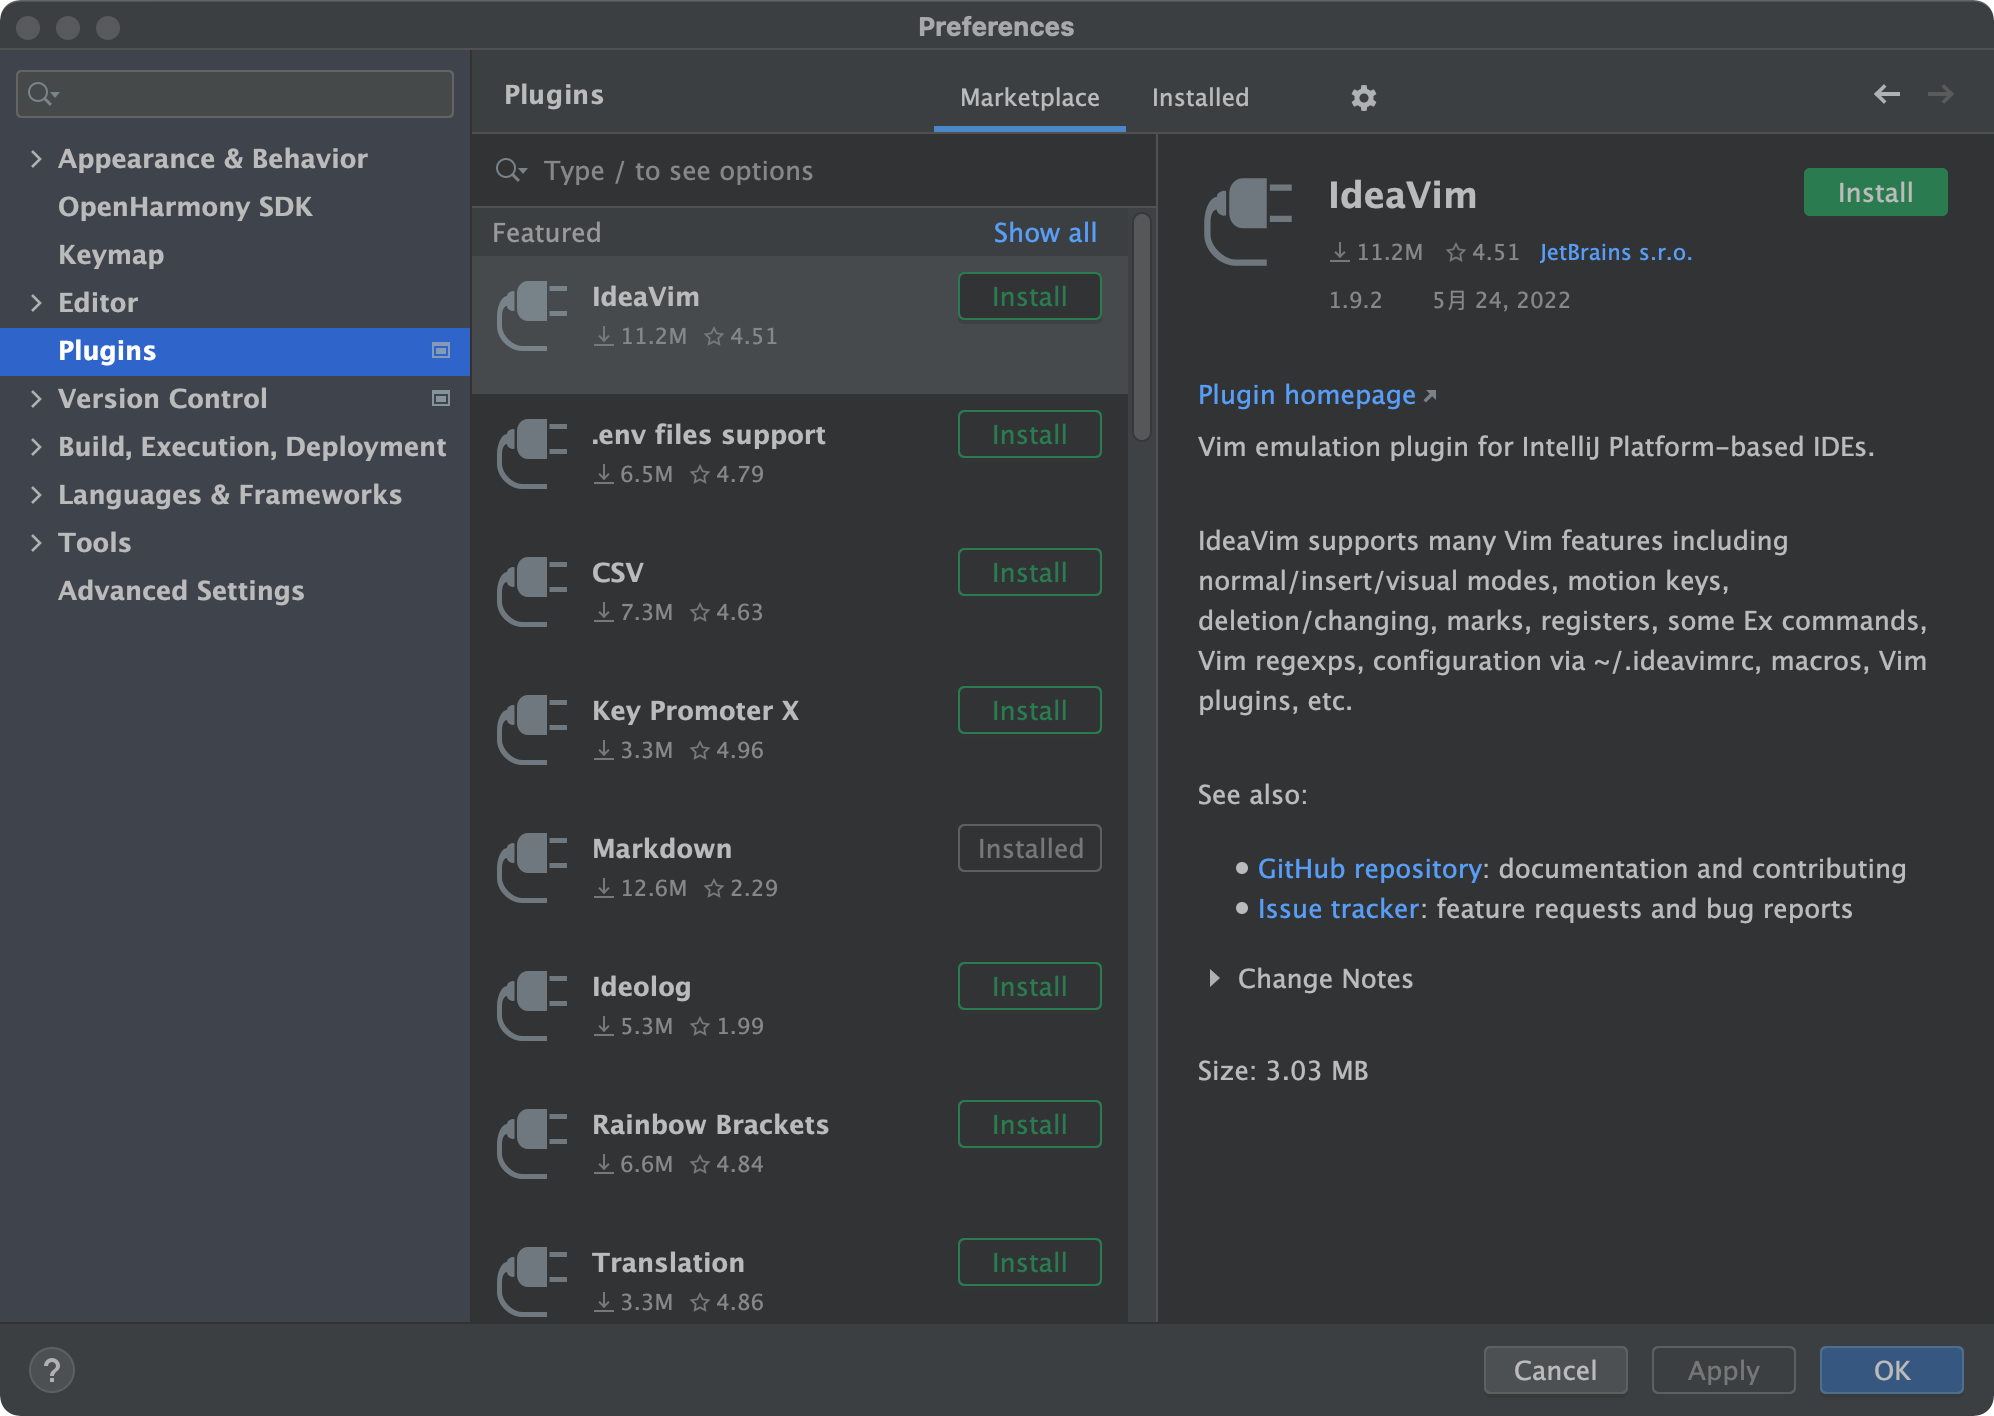 Preferences
Appearance & Behavior
OpenHarmony SDK
Keymap
Editor
Plugins
Version Control
Build, Execution, Deployment
Languages & Frameworks
Tools
Advanced Settings
Plugins
Marketplace
Installed
Type / to see options
Featured
Show all
IdeaVim
Install
11.2M 4.51
.env files support
Install
6.5M 4.79
CSV
Install
7.3M 4.63
Key Promoter X
Install
3.3M 4.96
Markdown
Installed
12.6M 2.29
Ideolog
Install
5.3M 1.99
Rainbow Brackets
Install
6.6M 4.84
Translation
Install
3.3M 4.86
IdeaVim
Install
11.2M 4.51 JetBrains s.r.o.
1.9.2 5月 24, 2022
Plugin homepage
Vim emulation plugin for IntelliJ Platform-based IDEs.
IdeaVim supports many Vim features including
normal/insert/visual modes, motion keys,
deletion/changing, marks, registers, some Ex commands,
Vim regexps, configuration via ~/.ideavimrc, macros, Vim
plugins, etc.
See also:
GitHub repository: documentation and contributing
Issue tracker: feature requests and bug reports
Change Notes
Size: 3.03 MB
?
Cancel
Apply
OK